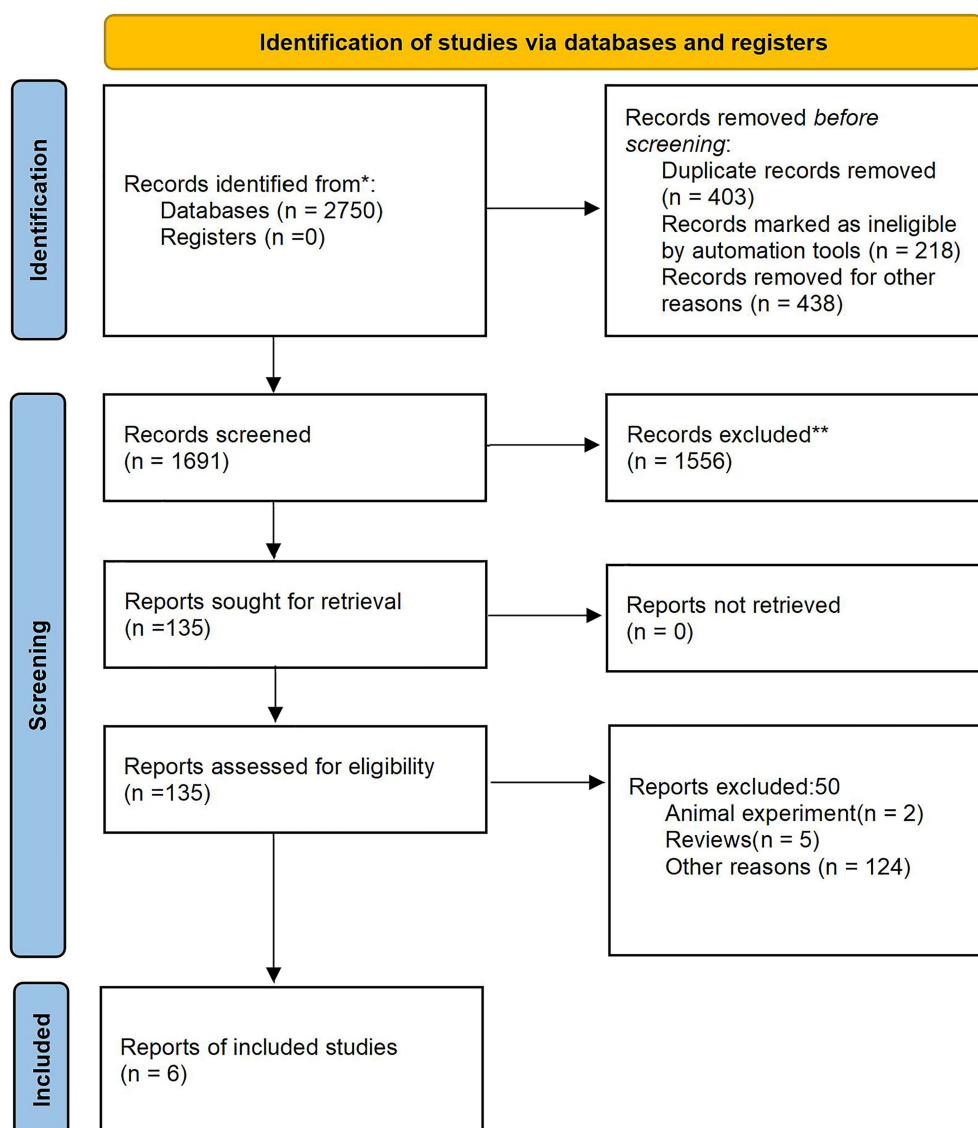 Identification of studies via databases and registers
Identification
Records identified from*:
Databases (n = 2750)
Registers (n =0)
Records removed before
screening:
Duplicate records removed
(n = 403)
Records marked as ineligible
by automation tools (n = 218)
Records removed for other
reasons (n = 438)
Screening
Records screened
(n = 1691)
Records excluded**
(n = 1556)
Reports sought for retrieval
(n =135)
Reports not retrieved
(n = 0)
Reports assessed for eligibility
(n =135)
Reports excluded:50
Animal experiment(n = 2)
Reviews(n = 5)
Other reasons (n = 124)
Included
Reports of included studies
(n = 6)